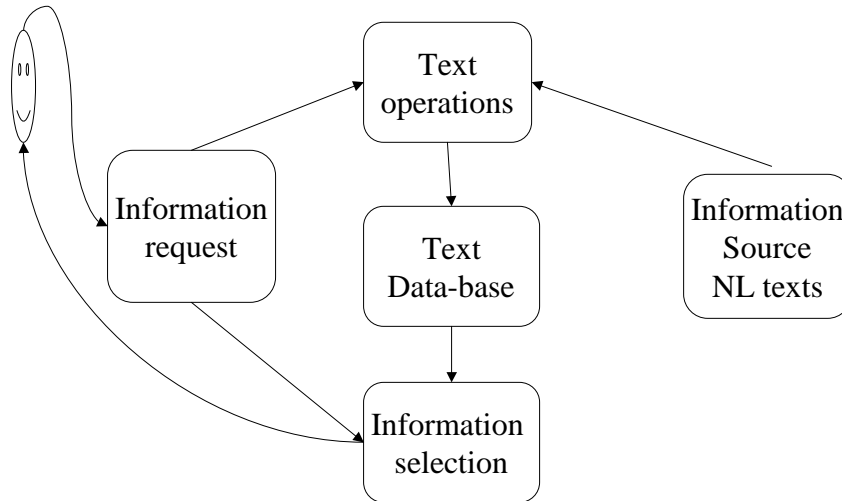 Text
operations
Information
request
Text
Data-base
Information
Source
NL texts
Information
selection